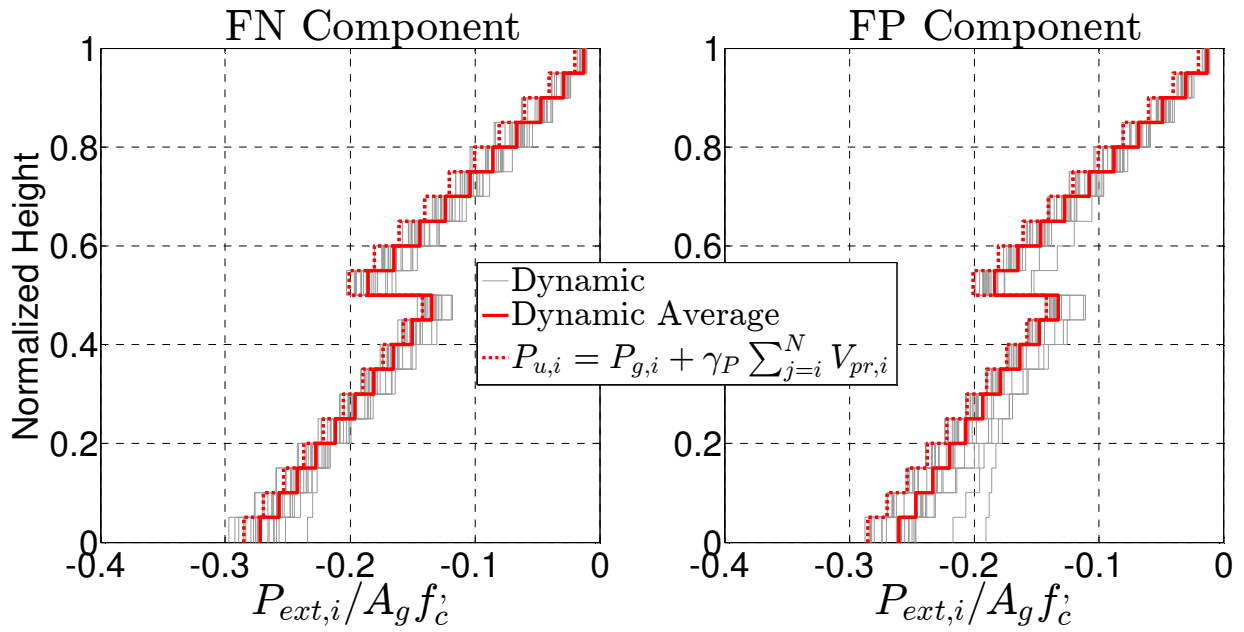 FN Component
FP Component
1
0.8
0.6
0.4
0.2
0
Normalized Height
-0.4 -0.3 -0.2 -0.1 0
P_{ext,i}/A_g f_c^,
1
0.8
0.6
0.4
0.2
0
-0.4 -0.3 -0.2 -0.1 0
P_{ext,i}/A_g f_c^,
Dynamic
Dynamic Average
P_{u,i} = P_{g,i} + γ_P ∑_{j=i}^{N} V_{pr,i}